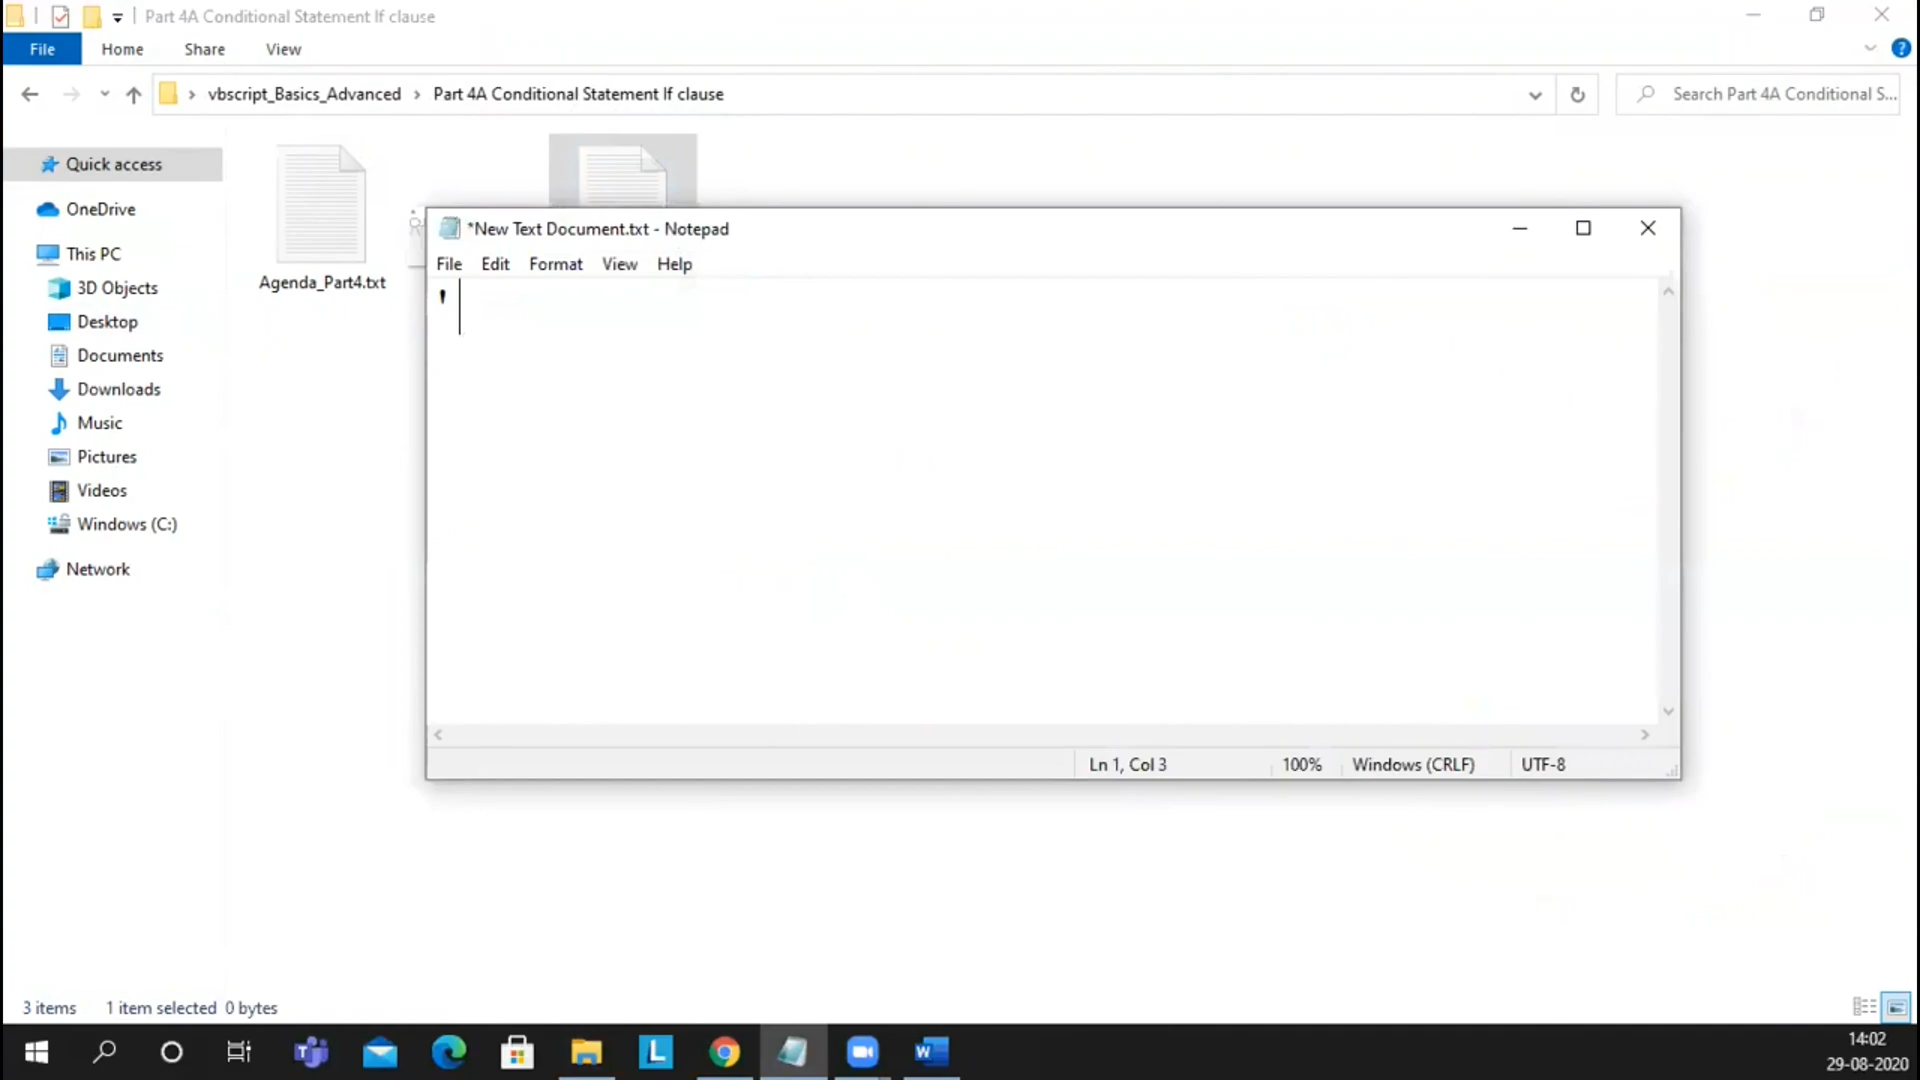 Part 4A Conditional Statement If clause
File Home Share View
vbscript_Basics_Advanced > Part 4A Conditional Statement If clause
Search Part 4A Conditional S...
Quick access
OneDrive
This PC
3D Objects
Desktop
Documents
Downloads
Music
Pictures
Videos
Windows (C:)
Network
Agenda_Part4.txt
*New Text Document.txt - Notepad
File Edit Format View Help
'
Ln 1, Col 3 100% Windows (CRLF) UTF-8
3 items 1 item selected 0 bytes
14:02
29-08-2020